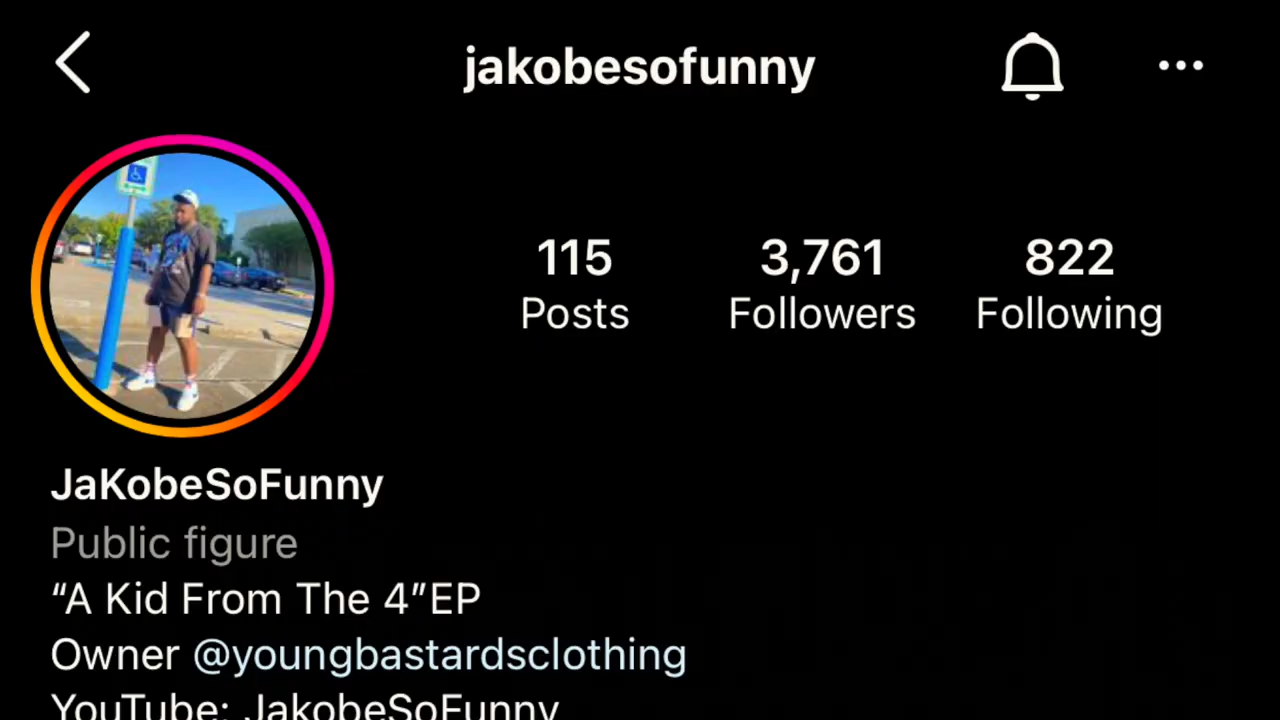 jakobesofunny
115 3,761 822
Posts Followers Following
JaKobeSoFunny
Public figure
“A Kid From The 4”EP
Owner @youngbastardsclothing
YouTube: JakobeSoFunny